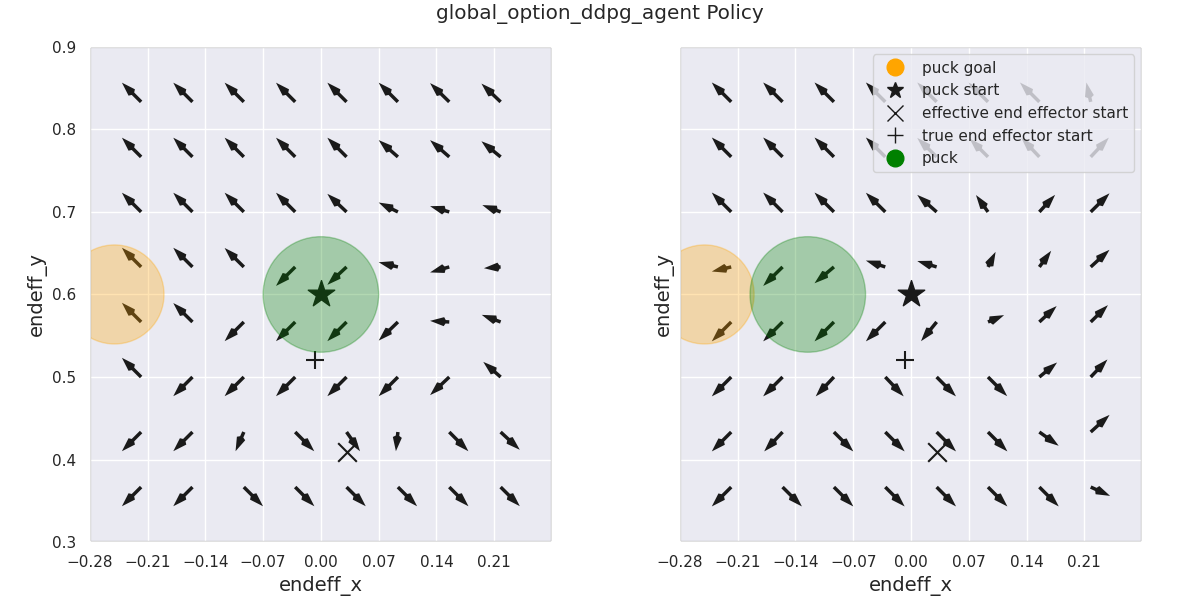 global_option_ddpg_agent Policy
endeff_y
0.9
0.8
0.7
0.6
0.5
0.4
0.3
−0.28 −0.21 −0.14 −0.07 0.00 0.07 0.14 0.21
endeff_x
endeff_y
puck goal
puck start
effective end effector start
true end effector start
puck
−0.28 −0.21 −0.14 −0.07 0.00 0.07 0.14 0.21
endeff_x